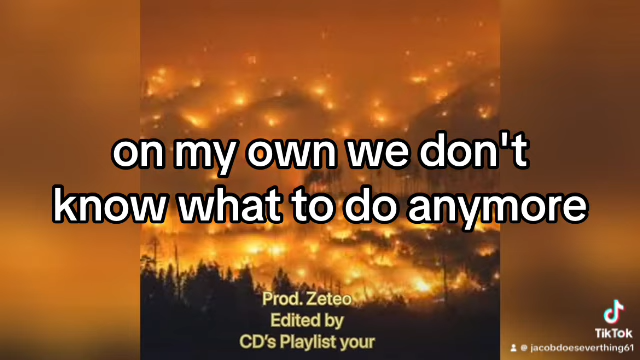 on my own we don't
know what to do anymore
Prod. Zeteo
Edited by
CD's Playlist your
TikTok
@ jacobdoeseverthing61